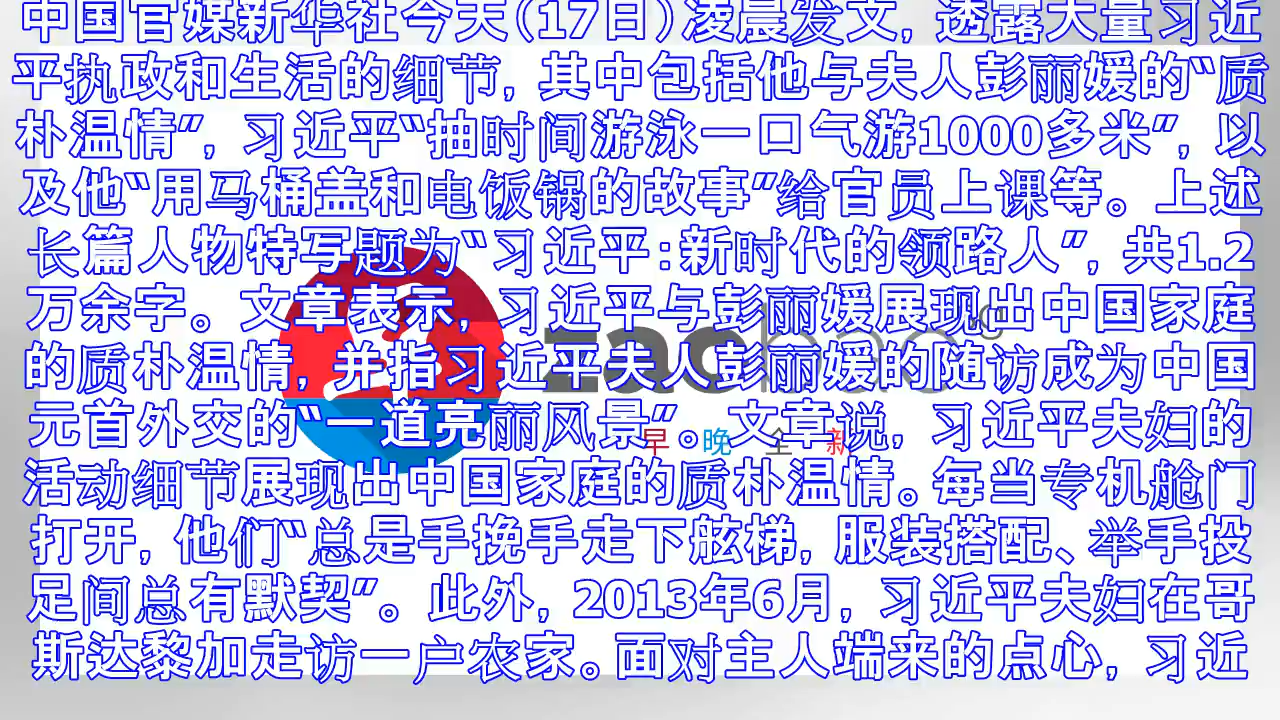 中国官媒新华社今天(17日)凌晨发文, 透露大量习近
平执政和生活的细节, 其中包括他与夫人彭丽媛的“质
朴温情”, 习近平“抽时间游泳一口气游1000多米”, 以
及他“用马桶盖和电饭锅的故事”给官员上课等。上述
长篇人物特写题为“习近平:新时代的领路人”, 共1.2
万余字。文章表示, 习近平与彭丽媛展现出中国家庭
的质朴温情, 并指习近平夫人彭丽媛的随访成为中国
元首外交的“一道亮丽风景”。文章说, 习近平夫妇的
活动细节展现出中国家庭的质朴温情。每当专机舱门
打开, 他们“总是手挽手走下舷梯, 服装搭配、举手投
足间总有默契”。此外, 2013年6月, 习近平夫妇在哥
斯达黎加走访一户农家。面对主人端来的点心, 习近
zaobao
早 晚 全 新